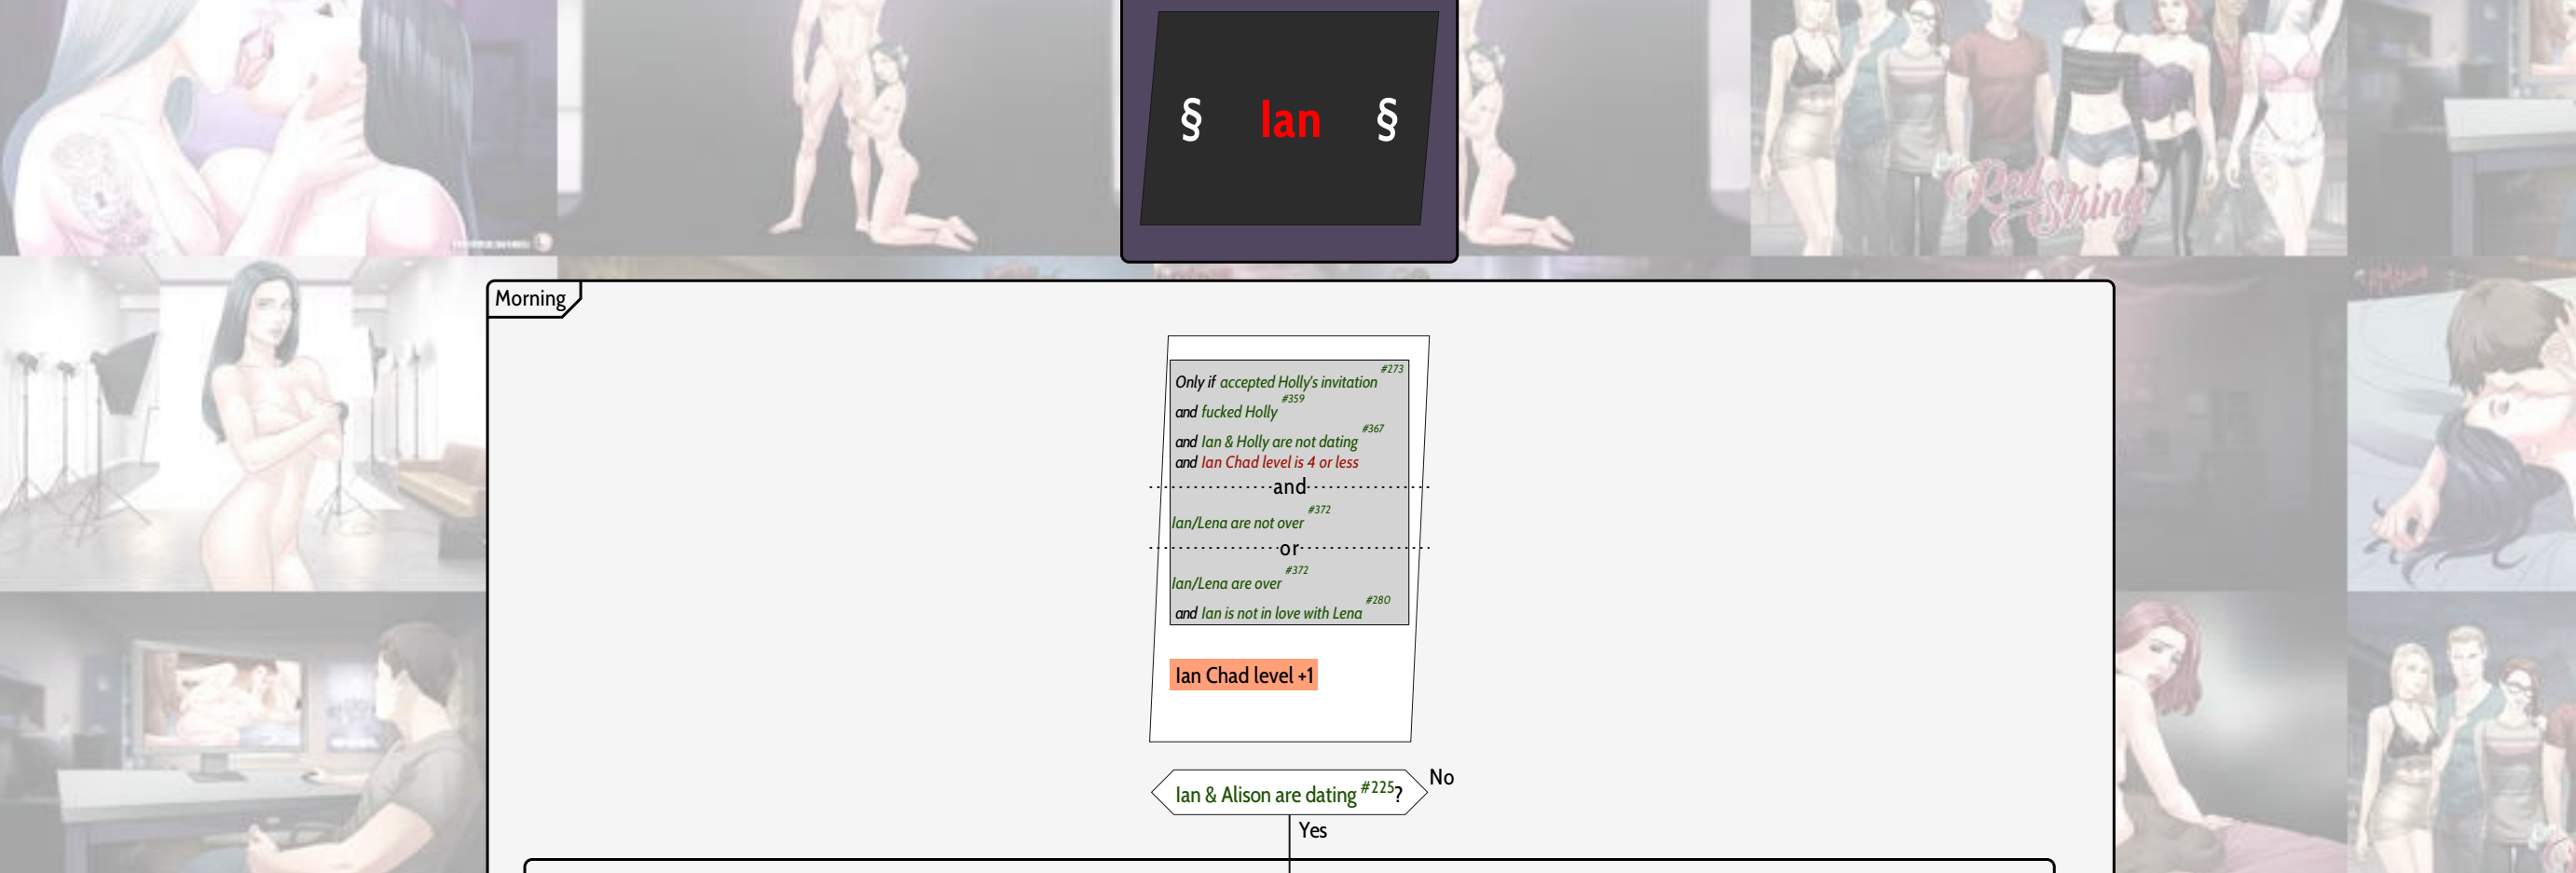 § Ian §
Red String
Morning
Only if accepted Holly's invitation #273
and fucked Holly #359
and Ian & Holly are not dating #367
and Ian Chad level is 4 or less
and
Ian/Lena are not over #372
or
Ian/Lena are over #372
and Ian is not in love with Lena #280
Ian Chad level +1
Ian & Alison are dating #225?
No
Yes